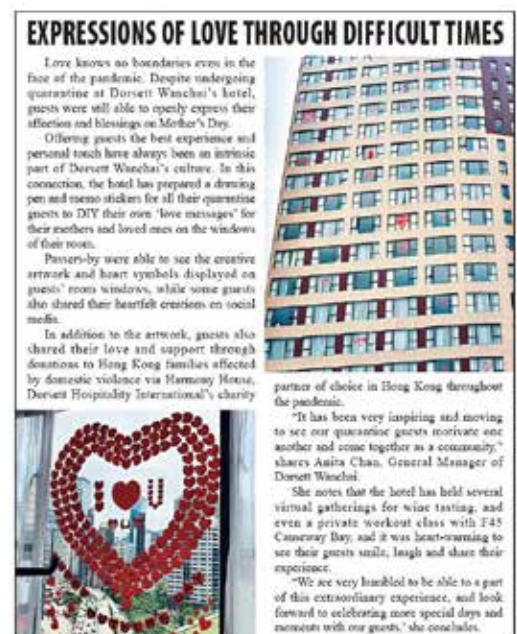 EXPRESSIONS OF LOVE THROUGH DIFFICULT TIMES
Love knows no boundaries even in the
face of the pandemic. Despite undergoing
quarantine at Dorsett Wanchai's hotel,
guests were still able to openly express their
affection and blessings on Mother's Day.
Offering guests the best experience and
personal touch have always been an intrinsic
part of Dorsett Wanchai's culture. In this
connection, the hotel has prepared a drawing
pen and memo stickers for all their quarantine
guests to DIY their own 'love messages' for
their mothers and loved ones on the windows
of their room.
Passers-by were able to see the creative
artwork and heart symbols displayed on
guests' room windows, while some guests
also shared their heartfelt creations on social
media.
In addition to the artwork, guests also
shared their love and support through
donations to Hong Kong families affected
by domestic violence via Harmony House,
Dorsett Hospitality International's charity
partner of choice in Hong Kong throughout
the pandemic.
"It has been very inspiring and moving
to see our quarantine guests motivate one
another and come together as a community,"
shares Anita Chan, General Manager of
Dorsett Wanchai.
She notes that the hotel has held several
virtual gatherings for wine tasting, and
even a private workout class with F45
Causeway Bay, and it was heart-warming to
see their guests smile, laugh and share their
experience.
"We are very humbled to be able to a part
of this extraordinary experience, and look
forward to celebrating more special days and
moments with our guests,' she concludes.
I U